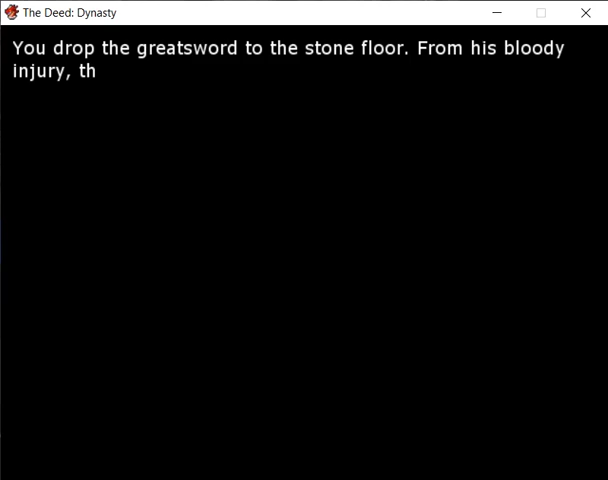 The Deed: Dynasty
You drop the greatsword to the stone floor. From his bloody
injury, th